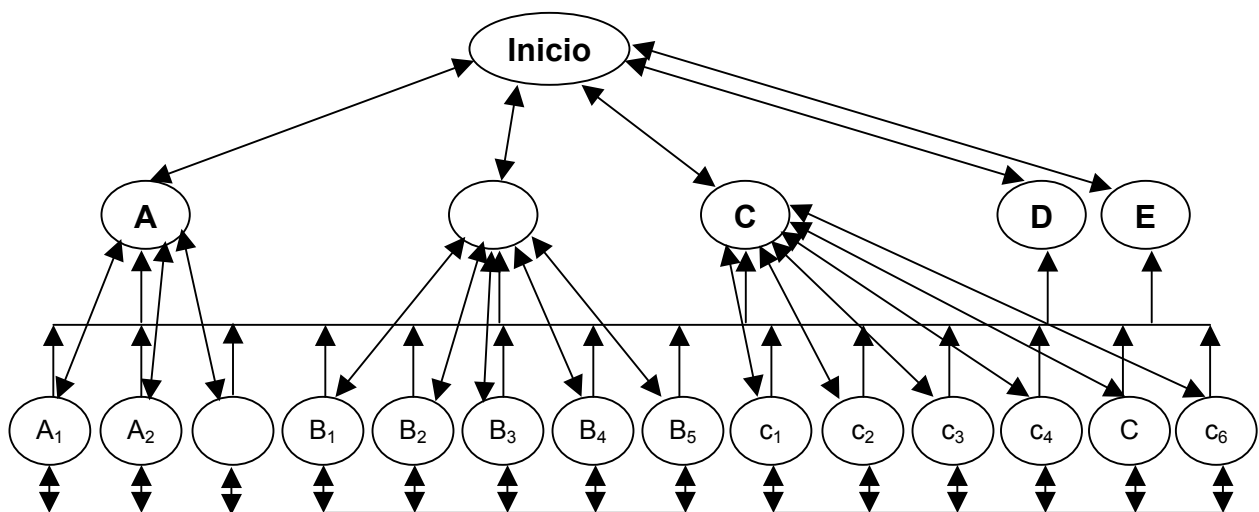 Inicio
A
C
D
E
A₁
A₂
B₁
B₂
B₃
B₄
B₅
c₁
c₂
c₃
c₄
C
c₆